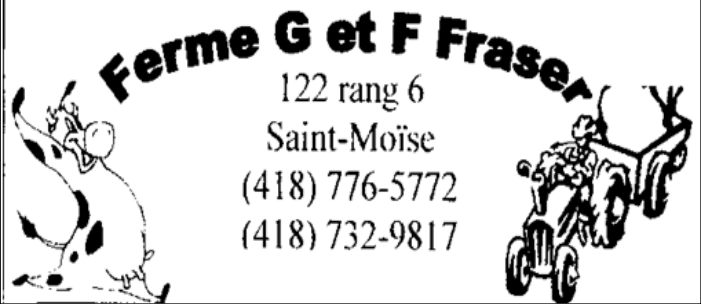 Ferme G et F Fraser
122 rang 6
Saint-Moïse
(418) 776-5772
(418) 732-9817